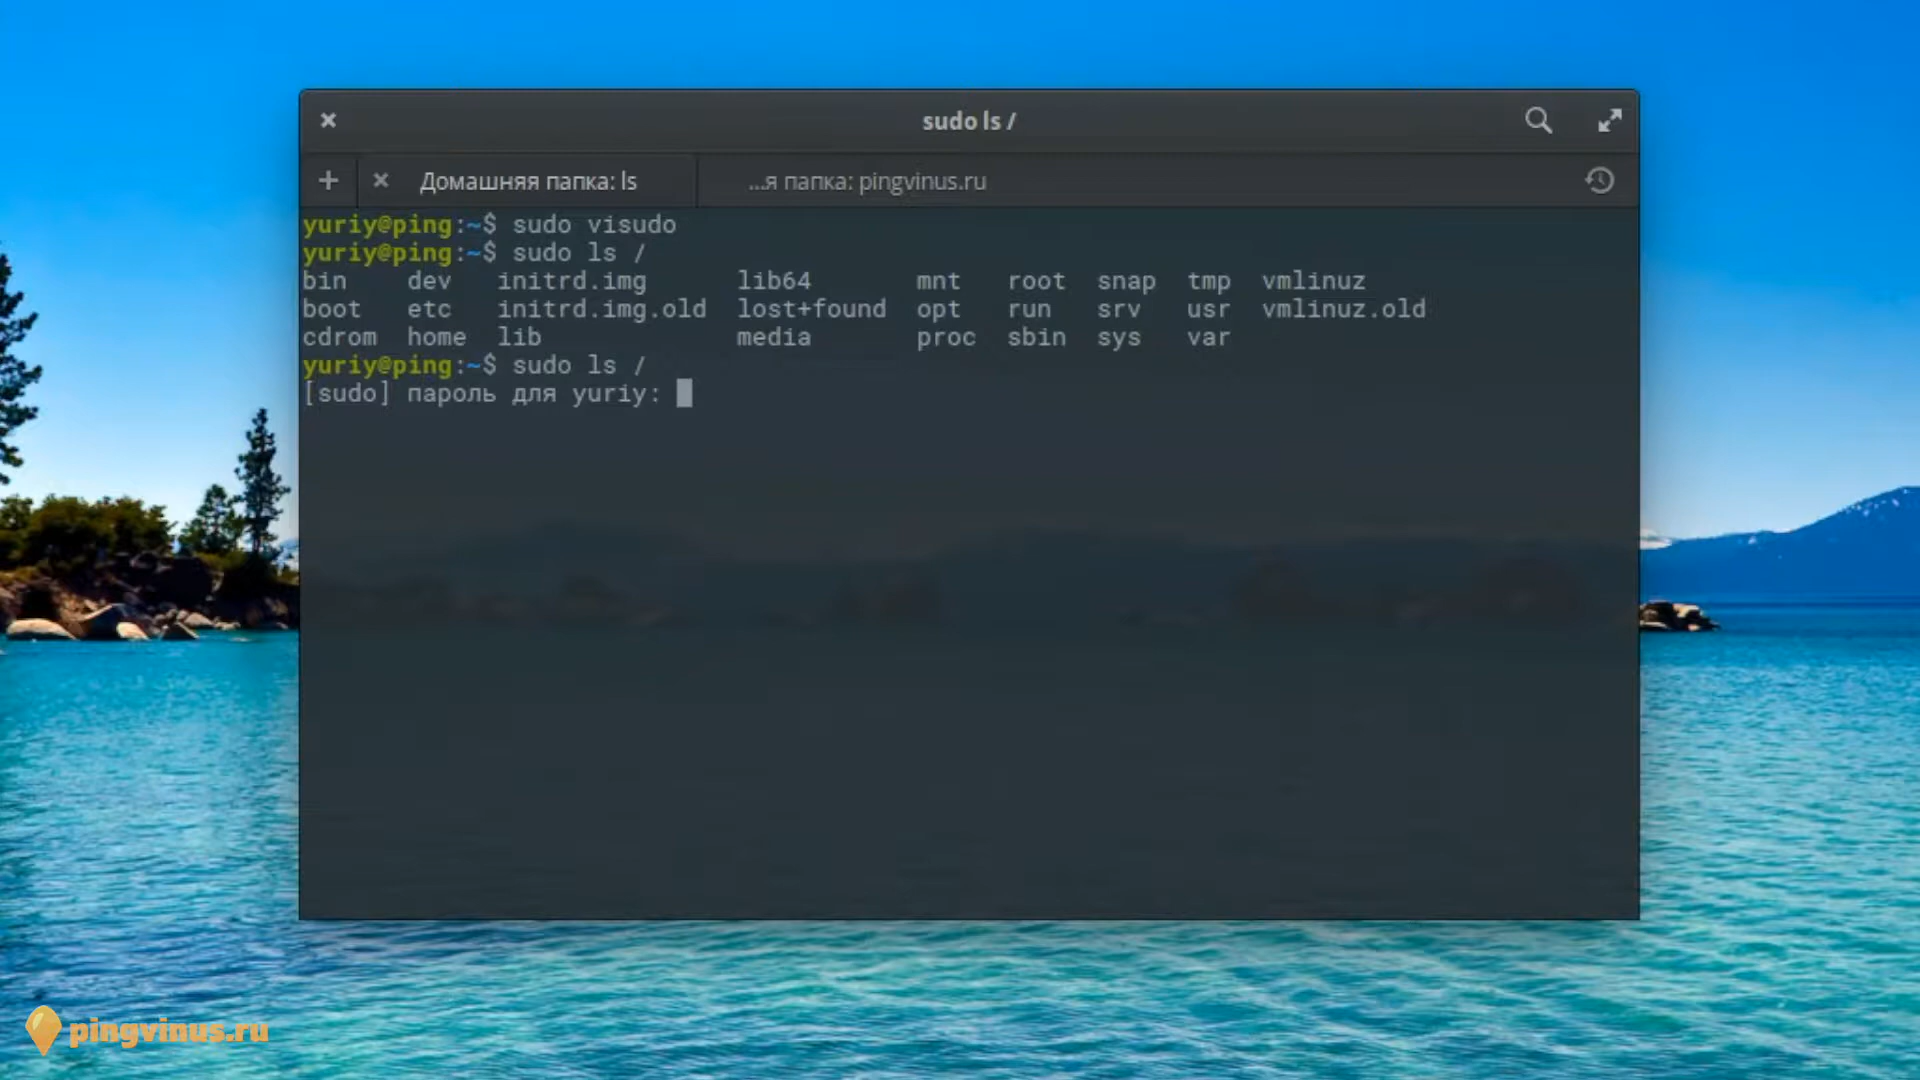 sudo ls /
Домашняя папка: ls
...я папка: pingvinus.ru
yuriy@ping:~$ sudo visudo
yuriy@ping:~$ sudo ls /
bin dev initrd.img lib64 mnt root snap tmp vmlinuz
boot etc initrd.img.old lost+found opt run srv usr vmlinuz.old
cdrom home lib media proc sbin sys var
yuriy@ping:~$ sudo ls /
[sudo] пароль для yuriy:
pingvinus.ru